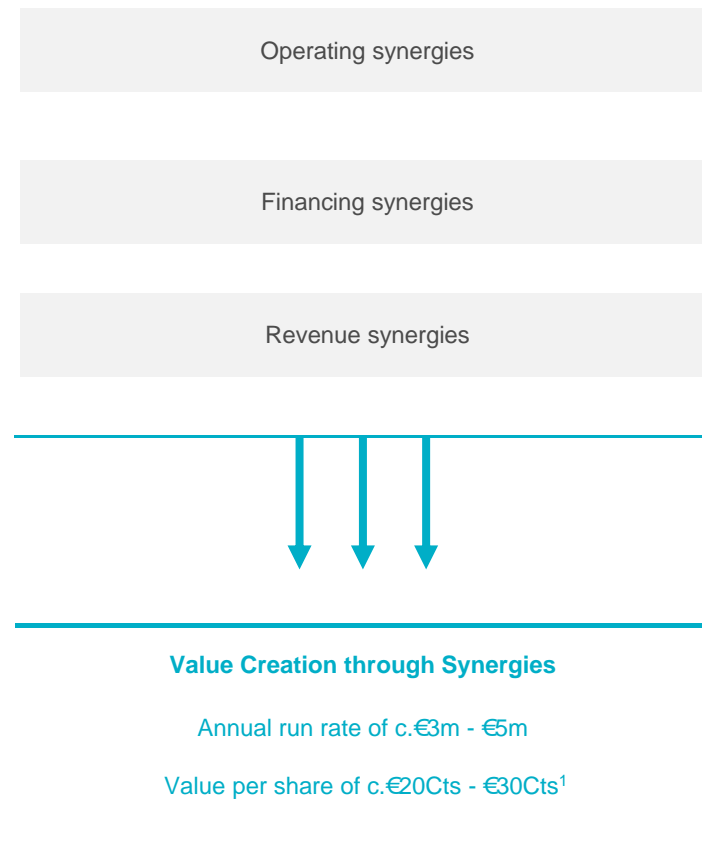 Operating synergies
Financing synergies
Revenue synergies
Value Creation through Synergies
Annual run rate of c.€3m - €5m
Value per share of c.€20Cts - €30Cts¹